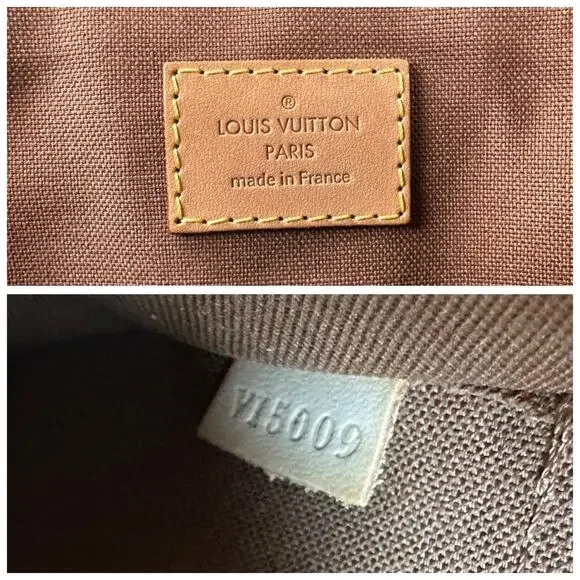 ®
LOUIS VUITTON
PARIS
made in France
VI5009